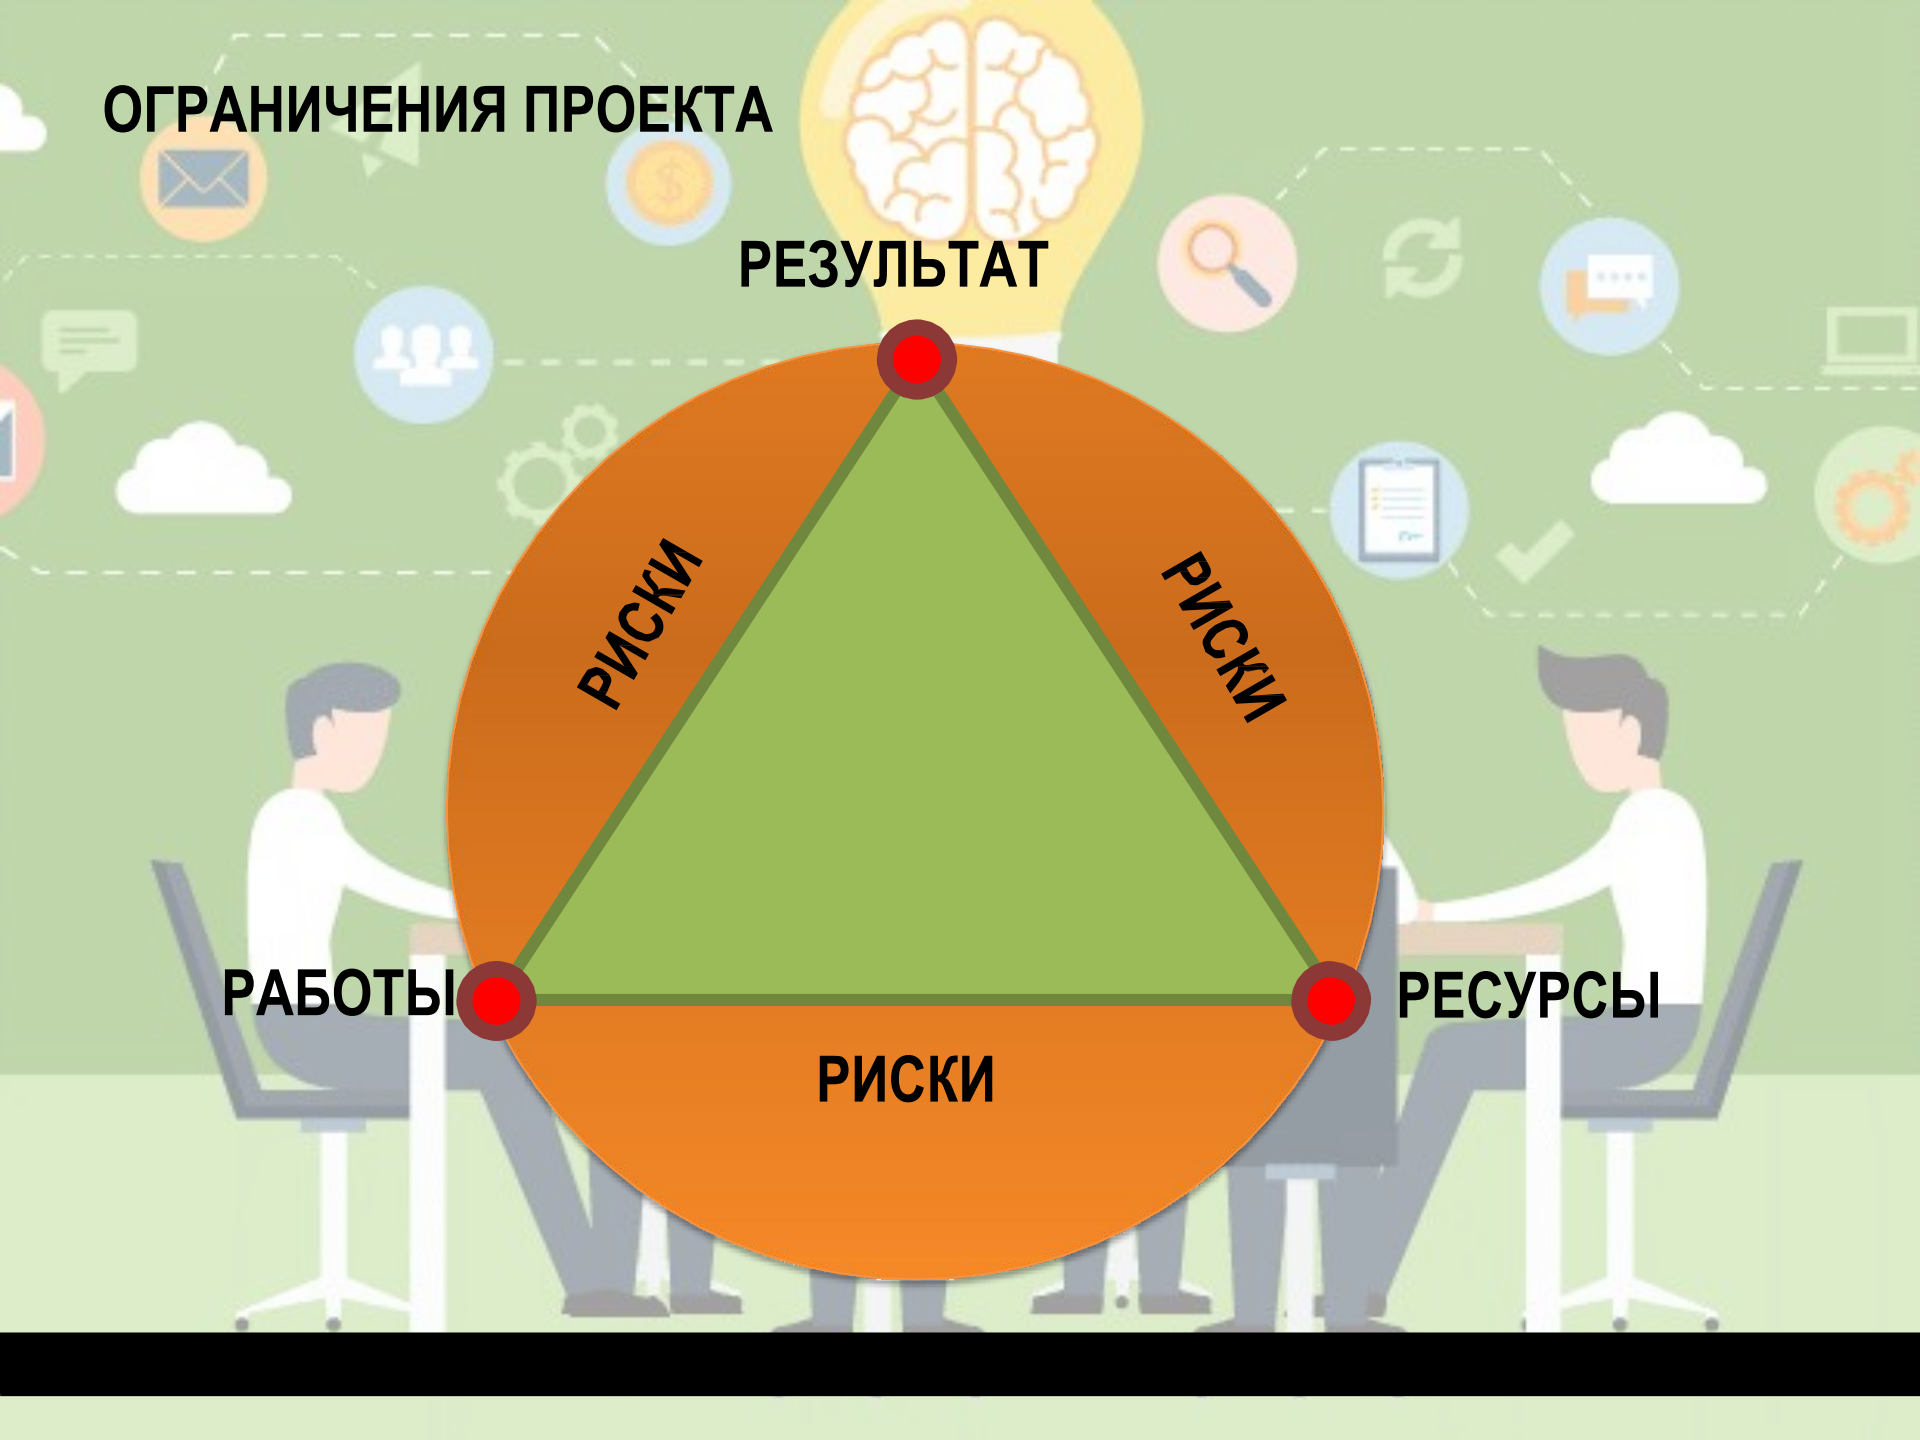 ОГРАНИЧЕНИЯ ПРОЕКТА
РЕЗУЛЬТАТ
РИСКИ
РИСКИ
РАБОТЫ
РЕСУРСЫ
РИСКИ